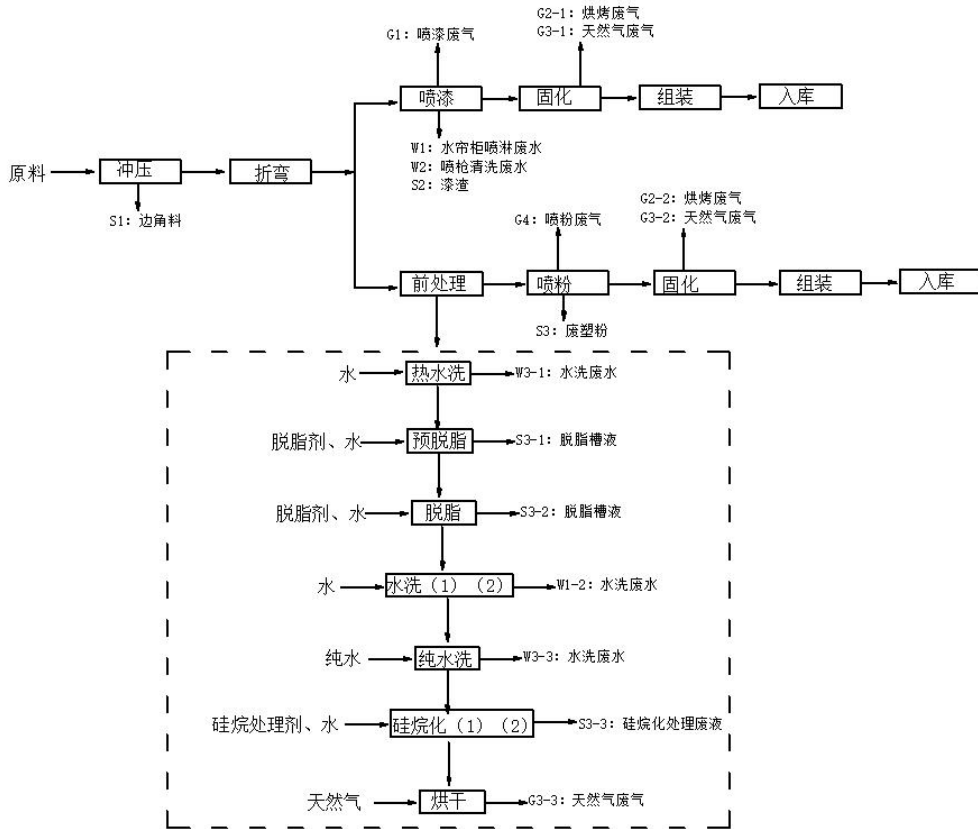 G2-1: 烘烤废气
G1: 喷漆废气
G3-1: 天然气废气
喷漆
固化
组装
入库
W1: 水帘柜喷淋废水
W2: 喷枪清洗废水
S2: 漆渣
原料
冲压
折弯
S1: 边角料
G2-2: 烘烤废气
G4: 喷粉废气
G3-2: 天然气废气
前处理
喷粉
固化
组装
入库
S3: 废塑粉
水
热水洗
W3-1: 水洗废水
脱脂剂、水
预脱脂
S3-1: 脱脂槽液
脱脂剂、水
脱脂
S3-2: 脱脂槽液
水
水洗（1）（2）
W1-2: 水洗废水
纯水
纯水洗
W3-3: 水洗废水
硅烷处理剂、水
硅烷化（1）（2）
S3-3: 硅烷化处理废液
天然气
烘干
G3-3: 天然气废气